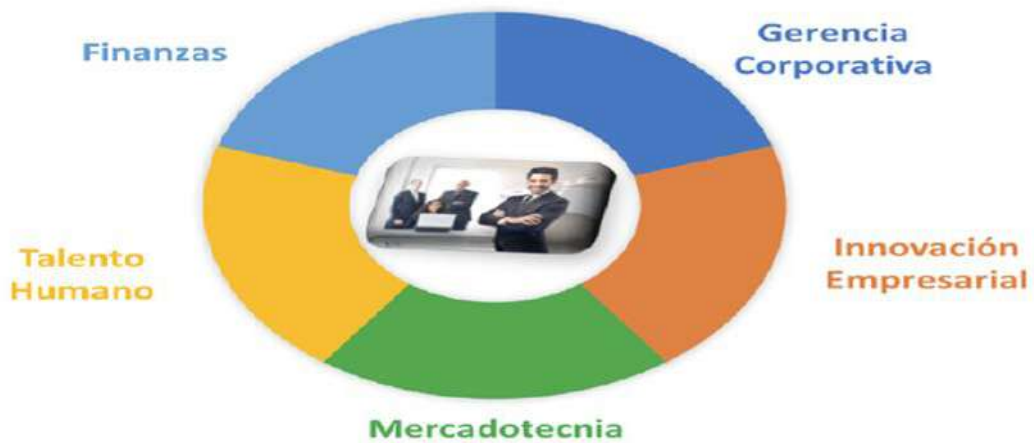 Finanzas
Gerencia
Corporativa
Talento
Humano
Innovación
Empresarial
Mercadotecnia